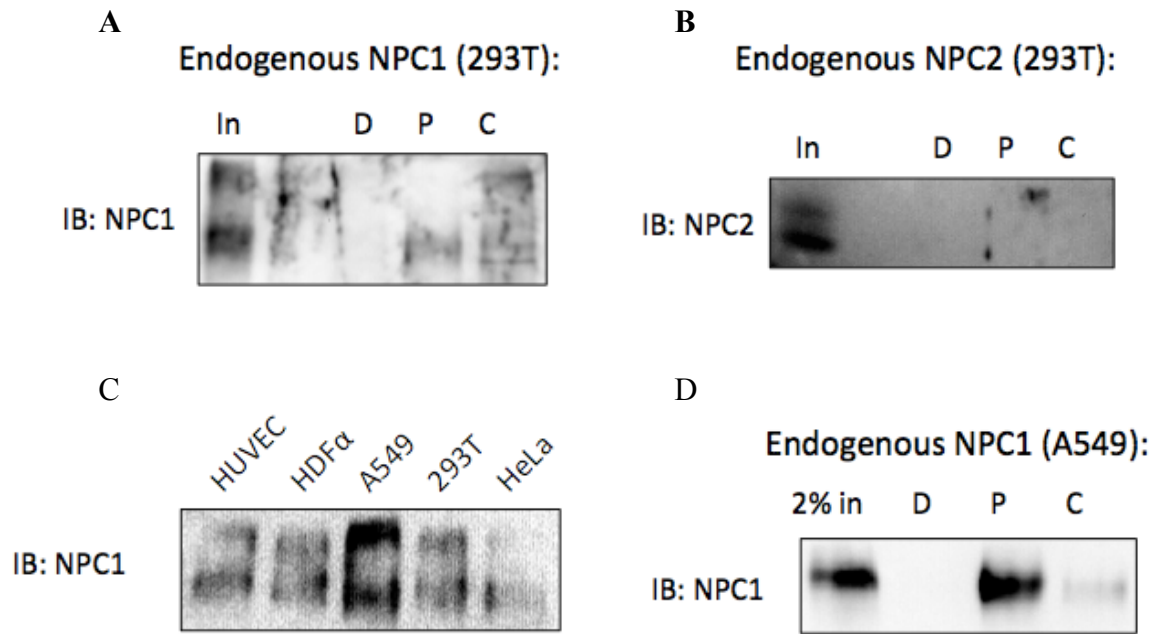 A
Endogenous NPC1 (293T):
In D P C
IB: NPC1
B
Endogenous NPC2 (293T):
In D P C
IB: NPC2
C
HUVEC HDFα A549 293T HeLa
IB: NPC1
D
Endogenous NPC1 (A549):
2% in D P C
IB: NPC1